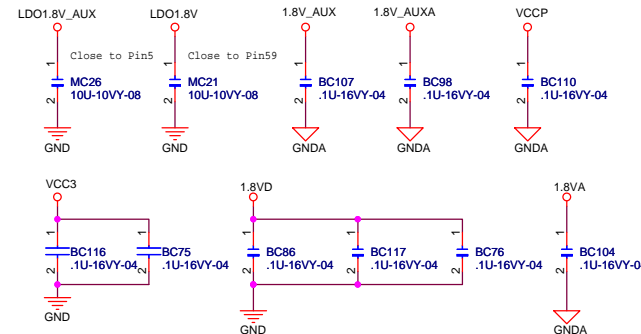 LDO1.8V_AUX
LDO1.8V
1.8V_AUX
1.8V_AUXA
VCCP
Close to Pin5
Close to Pin59
1
MC26
2
10U-10VY-08
1
MC21
2
10U-10VY-08
1
BC107
2
.1U-16VY-04
1
BC98
2
.1U-16VY-04
1
BC110
2
.1U-16VY-04
GND
GND
GNDA
GNDA
GNDA
VCC3
1.8VD
1.8VA
1
BC116
2
.1U-16VY-04
1
BC75
2
.1U-16VY-04
1
BC86
2
.1U-16VY-04
1
BC117
2
.1U-16VY-04
1
BC76
2
.1U-16VY-04
1
BC104
2
.1U-16VY-0
GND
GND
GNDA